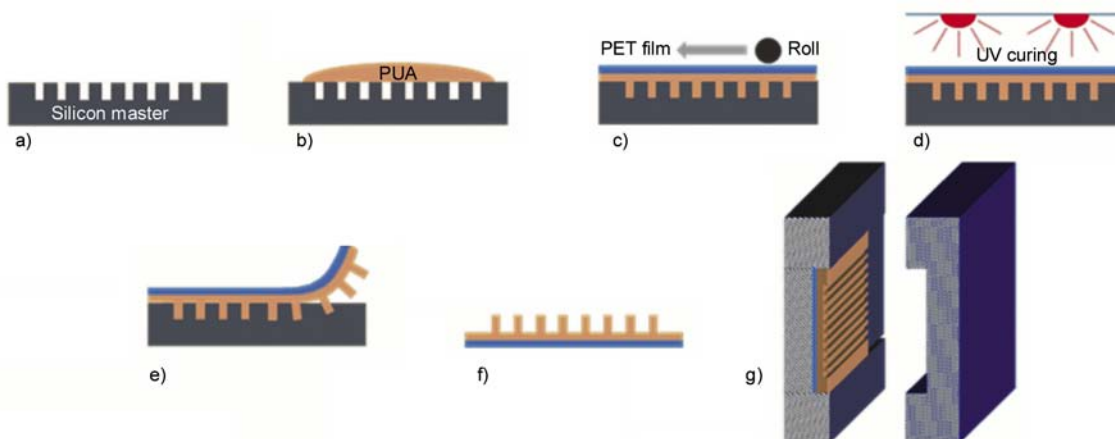 Silicon master
a)
PUA
b)
PET film
Roll
c)
UV curing
d)
e)
f)
g)